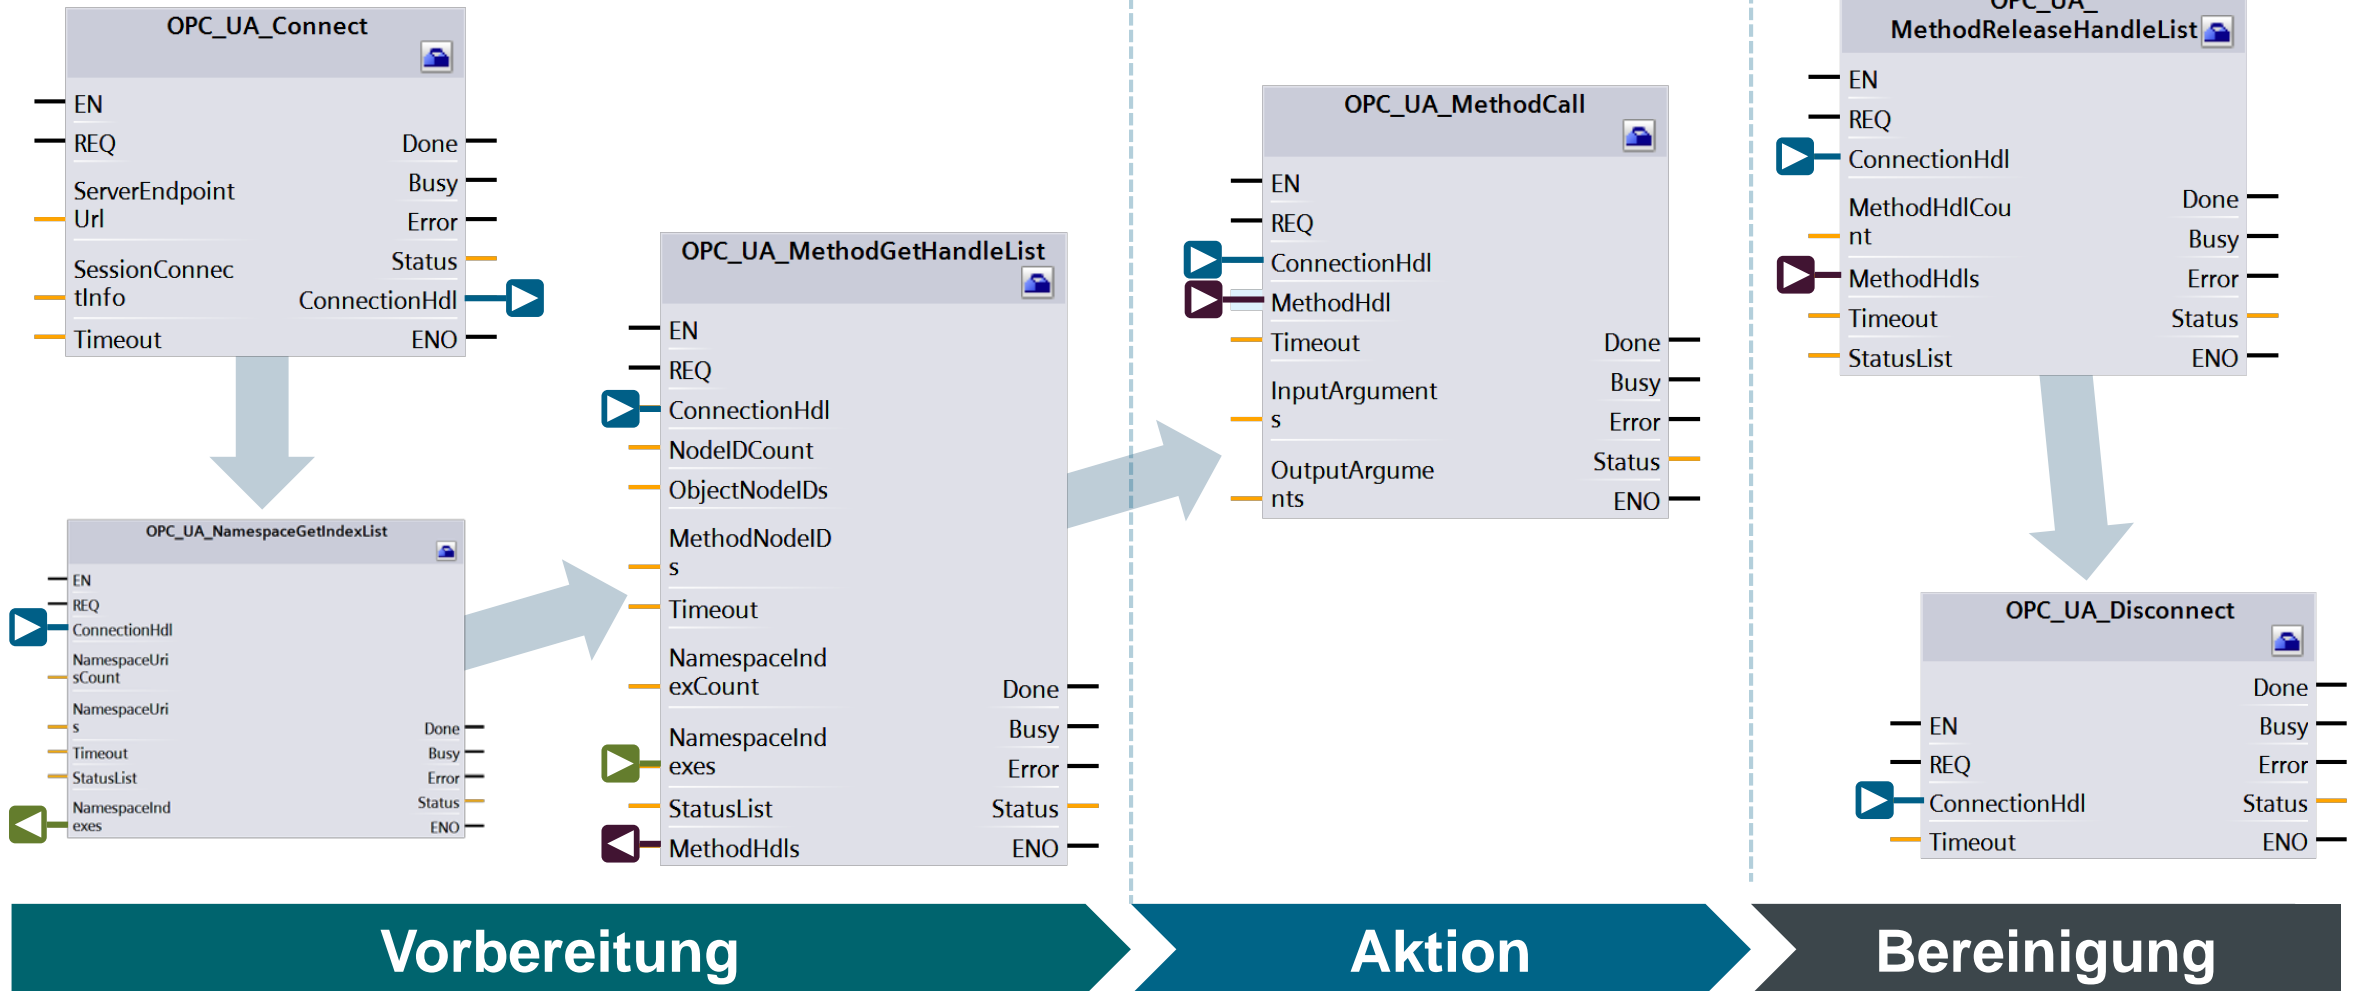 OPC_UA_Connect
EN
REQ
ServerEndpoint
Url
SessionConnec
tInfo
Timeout
Done
Busy
Error
Status
ConnectionHdl
ENO
OPC_UA_NamespaceGetIndexList
EN
REQ
ConnectionHdl
NamespaceUri
sCount
NamespaceUri
s
Timeout
StatusList
NamespaceInd
exes
Done
Busy
Error
Status
ENO
OPC_UA_MethodGetHandleList
EN
REQ
ConnectionHdl
NodeIDCount
ObjectNodeIDs
MethodNodeID
s
Timeout
NamespaceInd
exCount
NamespaceInd
exes
StatusList
MethodHdls
Done
Busy
Error
Status
ENO
OPC_UA_MethodCall
EN
REQ
ConnectionHdl
MethodHdl
Timeout
InputArgument
s
OutputArgume
nts
Done
Busy
Error
Status
ENO
OPC_UA_
MethodReleaseHandleList
EN
REQ
ConnectionHdl
MethodHdlCou
nt
MethodHdls
Timeout
StatusList
Done
Busy
Error
Status
ENO
OPC_UA_Disconnect
EN
REQ
ConnectionHdl
Timeout
Done
Busy
Error
Status
ENO
Vorbereitung
Aktion
Bereinigung